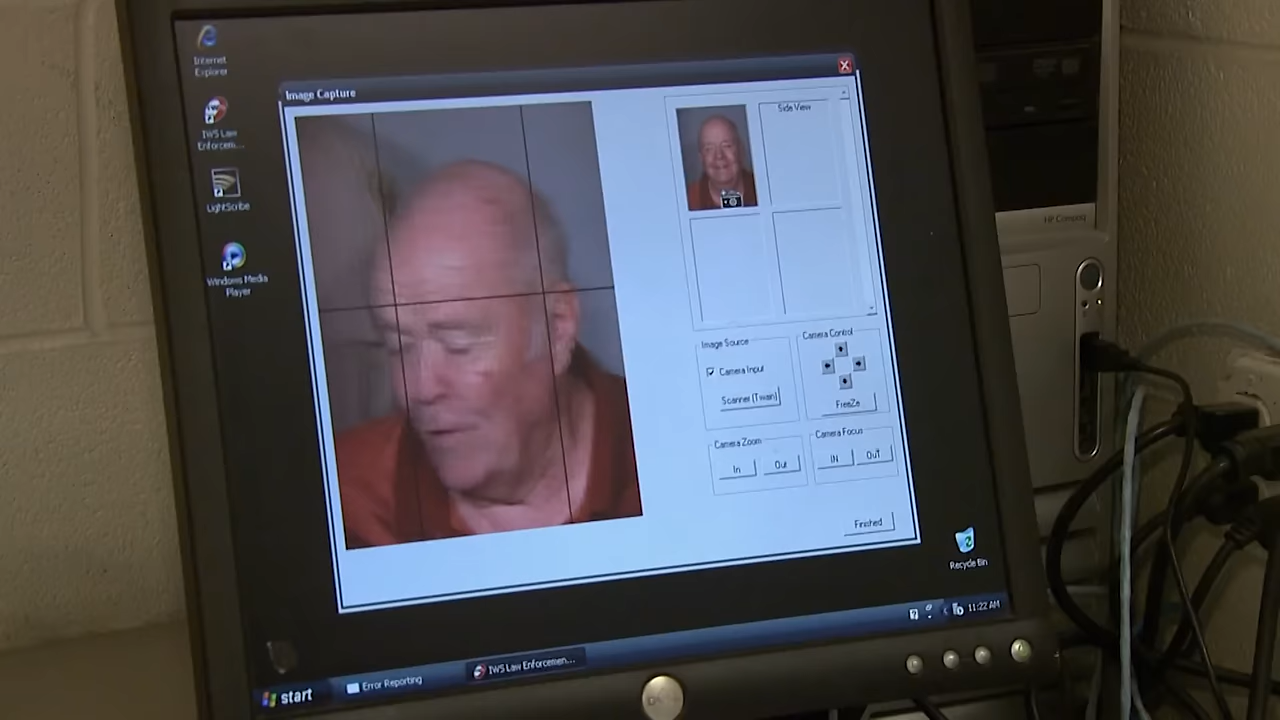 Internet
Explorer
IWS Law
Enforcem...
LightScribe
Windows Media
Player
Image Capture
Side View
Image Source
Camera Input
Scanner (Twain)
Camera Control
FreeZe
Camera Zoom
In
Out
Camera Focus
IN
OuT
Finished
Recycle Bin
start
Error Reporting
IWS Law Enforcemen...
11:22 AM
HP Compaq